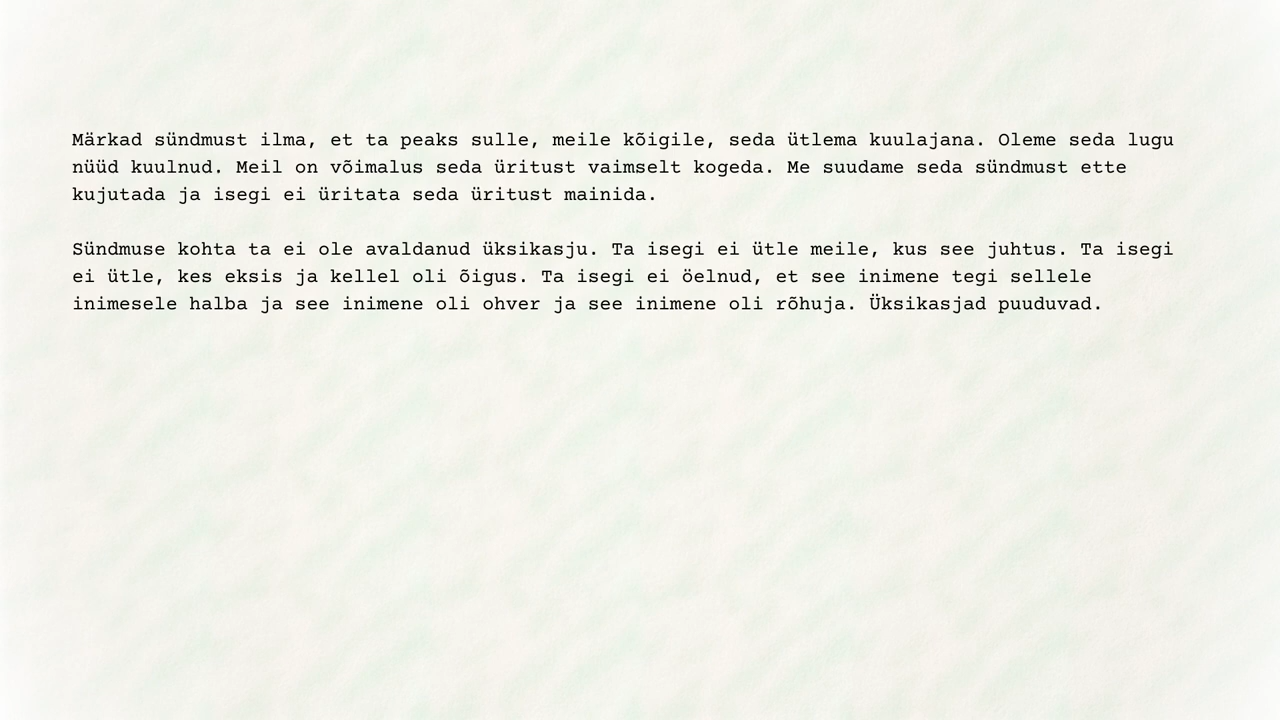 Märkad sündmust ilma, et ta peaks sulle, meile kõigile, seda ütlema kuulajana. Oleme seda lugu
nüüd kuulnud. Meil on võimalus seda üritust vaimselt kogeda. Me suudame seda sündmust ette
kujutada ja isegi ei üritata seda üritust mainida.
Sündmuse kohta ta ei ole avaldanud üksikasju. Ta isegi ei ütle meile, kus see juhtus. Ta isegi
ei ütle, kes eksis ja kellel oli õigus. Ta isegi ei öelnud, et see inimene tegi sellele
inimesele halba ja see inimene oli ohver ja see inimene oli rõhuja. Üksikasjad puuduvad.